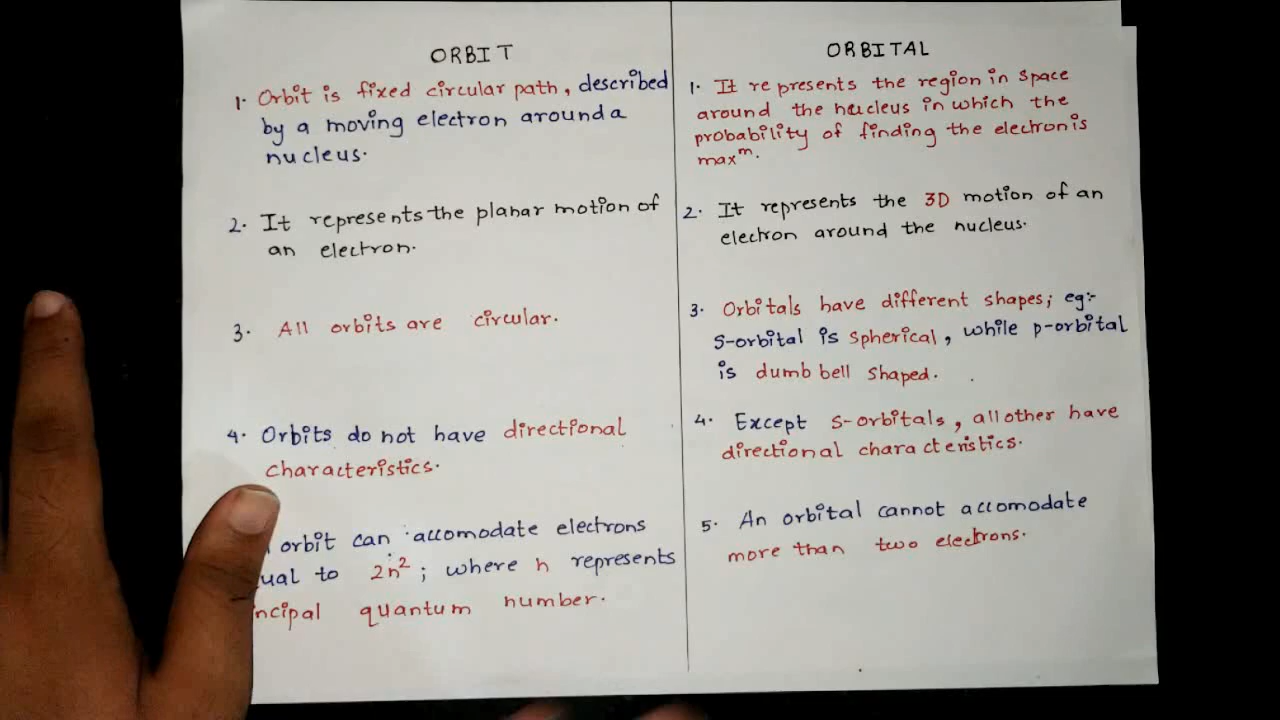 ORBIT
1. Orbit is fixed circular path, described
by a moving electron around a
nucleus.
2. It represents the planar motion of
an electron.
3. All orbits are circular.
4. Orbits do not have directional
characteristics.
orbit can accomodate electrons
to 2n²; where n represents
quantum number.
ORBITAL
1. It represents the region in space
around the nucleus in which the
probability of finding the electron is
maxᵐ.
2. It represents the 3D motion of an
electron around the nucleus.
3. Orbitals have different shapes; eg:-
s-orbital is spherical, while p-orbital
is dumb bell shaped.
4. Except s-orbitals, all other have
directional characteristics.
5. An orbital cannot accomodate
more than two electrons.